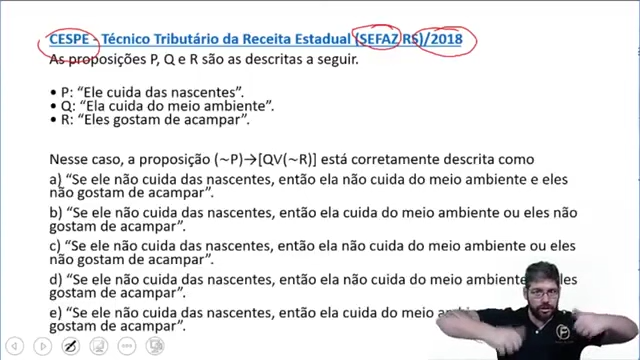 CESPE - Técnico Tributário da Receita Estadual (SEFAZ RS)/2018
As proposições P, Q e R são as descritas a seguir.
• P: “Ele cuida das nascentes”.
• Q: “Ela cuida do meio ambiente”.
• R: “Eles gostam de acampar”.
Nesse caso, a proposição (~P)→[QV(~R)] está corretamente descrita como
a) “Se ele não cuida das nascentes, então ela não cuida do meio ambiente e eles
não gostam de acampar”.
b) “Se ele não cuida das nascentes, então ela cuida do meio ambiente ou eles não
gostam de acampar”.
c) “Se ele não cuida das nascentes, então ela não cuida do meio ambiente ou eles
não gostam de acampar”.
d) “Se ele não cuida das nascentes, então ela não cuida do meio ambiente eles
gostam de acampar”.
e) “Se ele não cuida das nascentes, então ela cuida do meio
gostam de acampar”.